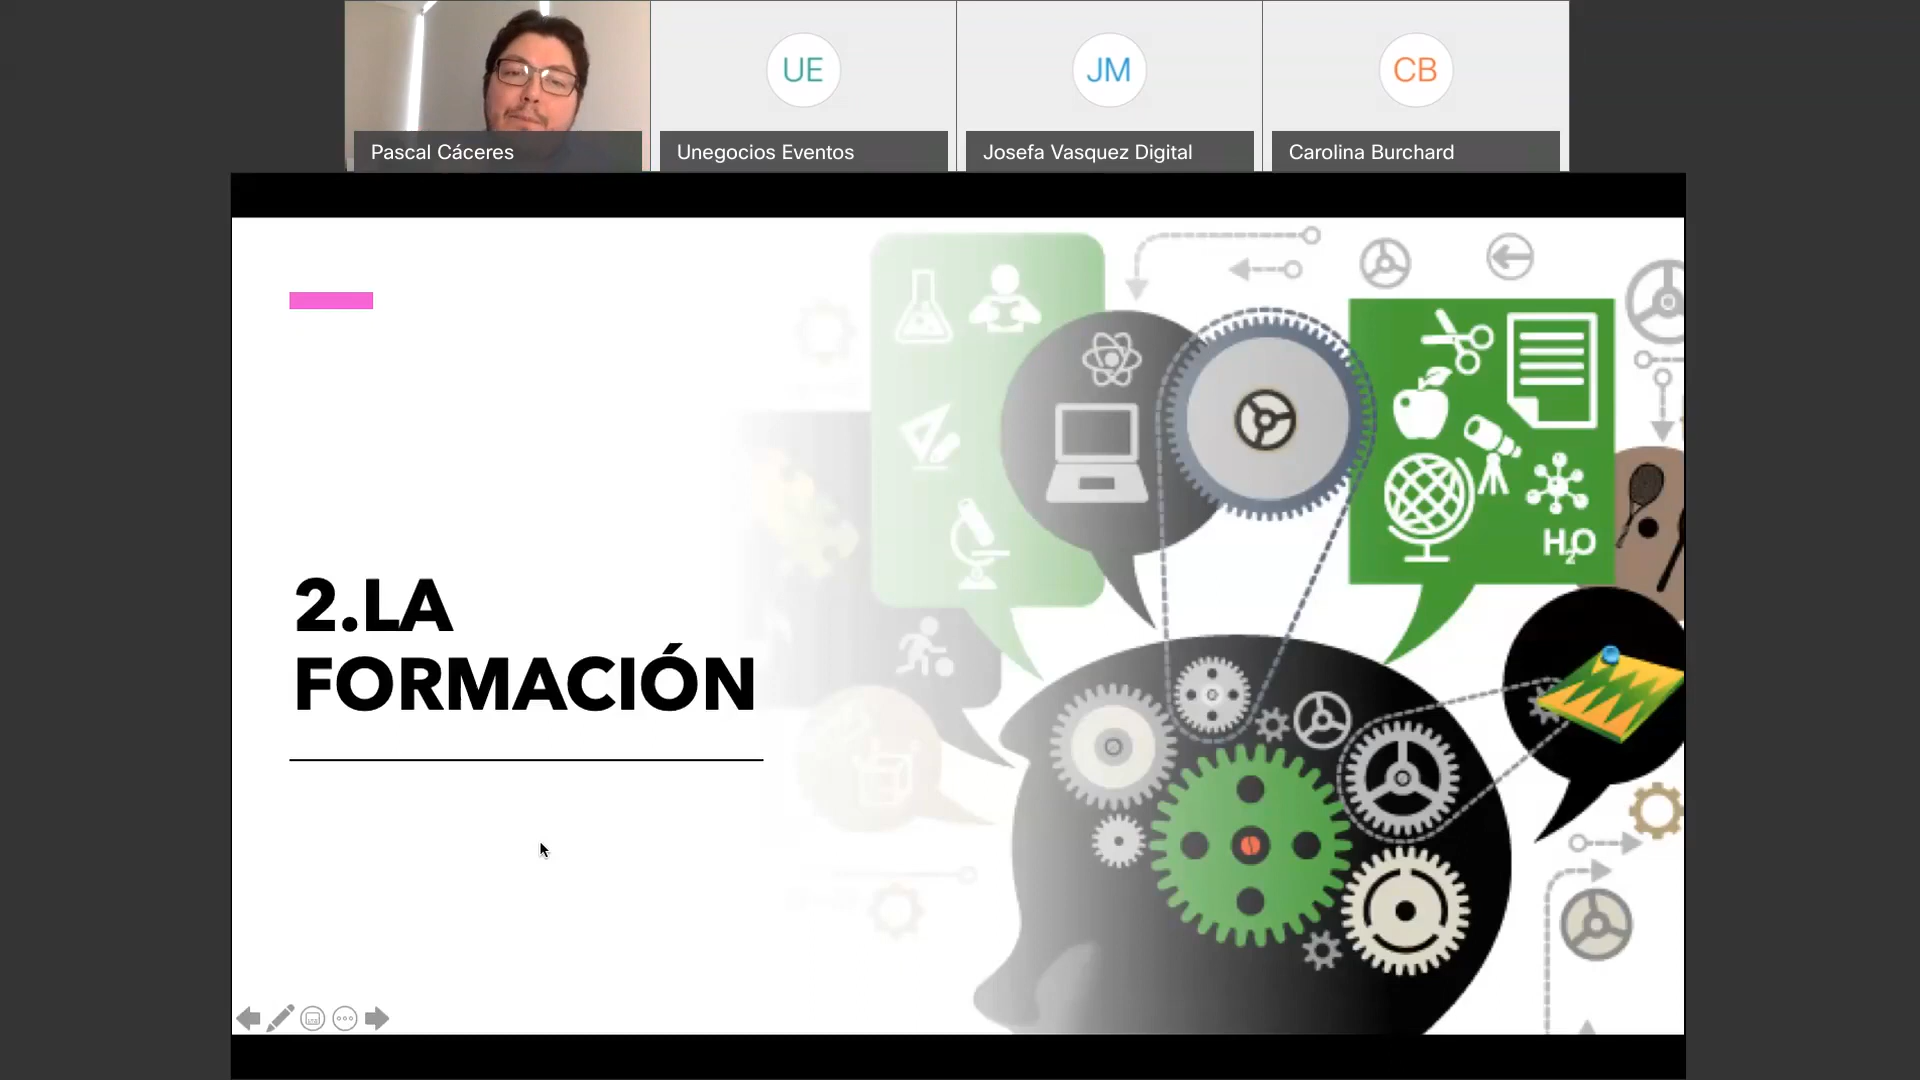 UE
JM
CB
Pascal Cáceres
Unegocios Eventos
Josefa Vasquez Digital
Carolina Burchard
H2O
2.LA
FORMACIÓN